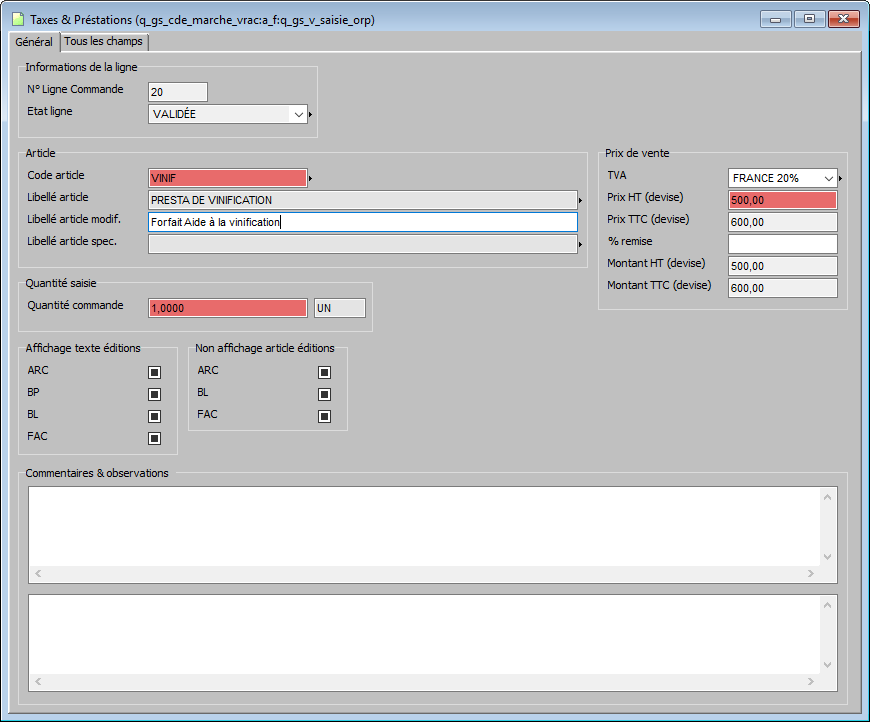 Taxes & Préstations (q_gs_cde_marche_vrac:a_f:q_gs_v_saisie_orp)
Général Tous les champs
Informations de la ligne
N° Ligne Commande 20
Etat ligne VALIDÉE
Article
Code article VINIF
Libellé article PRESTA DE VINIFICATION
Libellé article modif. Forfait Aide à la vinification
Libellé article spec.
Prix de vente
TVA FRANCE 20%
Prix HT (devise) 500,00
Prix TTC (devise) 600,00
% remise
Montant HT (devise) 500,00
Montant TTC (devise) 600,00
Quantité saisie
Quantité commande 1,0000 UN
Affichage texte éditions
ARC
BP
BL
FAC
Non affichage article éditions
ARC
BL
FAC
Commentaires & observations